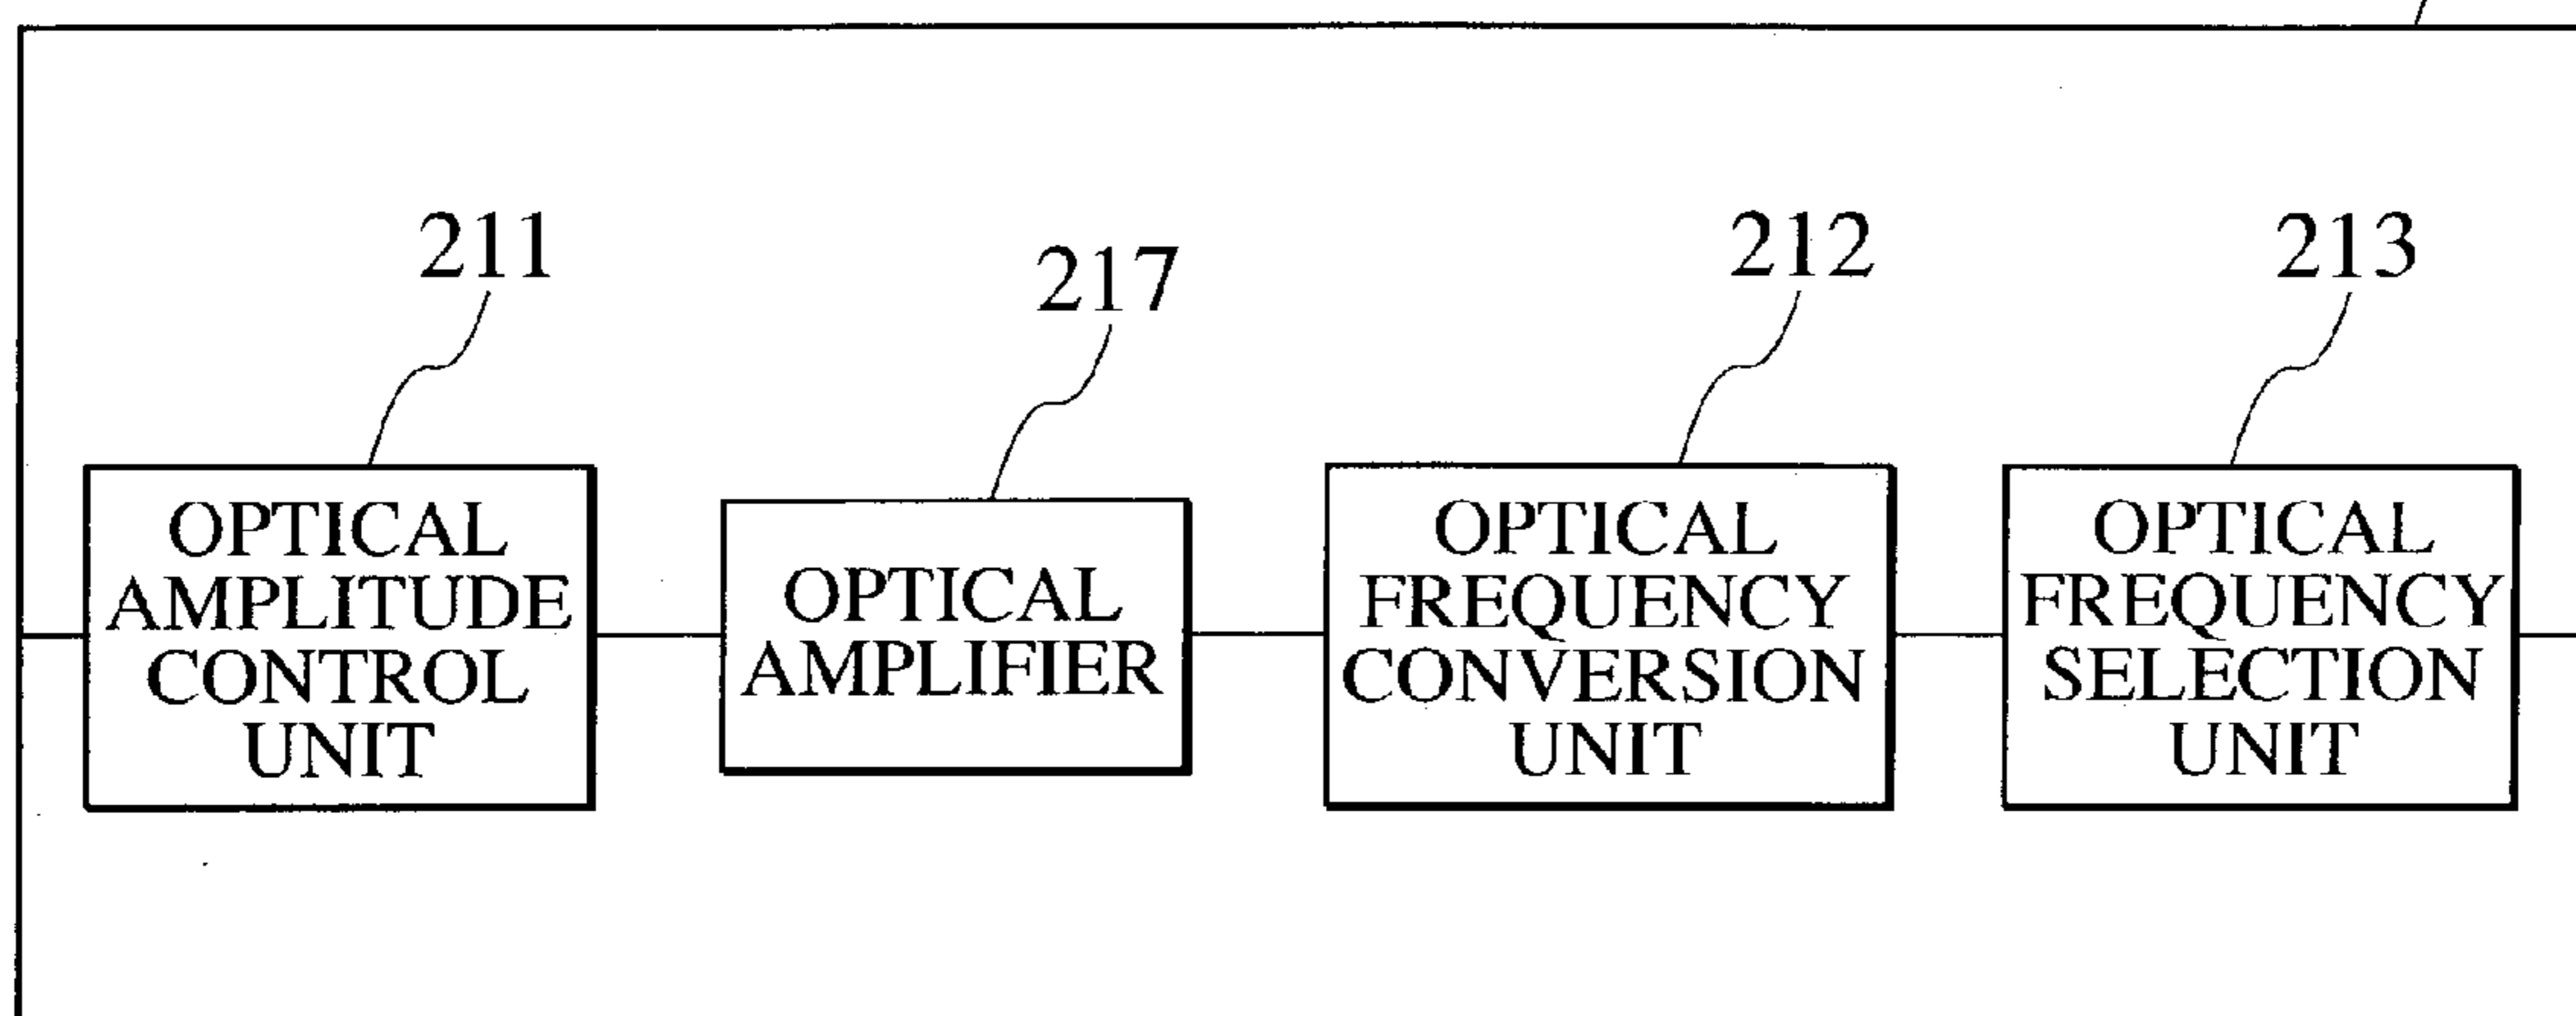 211
217
212
213
OPTICAL
AMPLITUDE
CONTROL
UNIT
OPTICAL
AMPLIFIER
OPTICAL
FREQUENCY
CONVERSION
UNIT
OPTICAL
FREQUENCY
SELECTION
UNIT